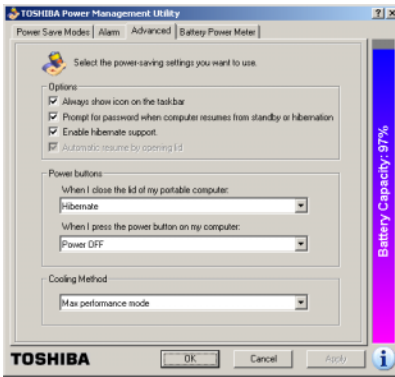 TOSHIBA Power Management Utility
Power Save Modes Alarm Advanced Battery Power Meter
Select the power-saving settings you want to use.
Options
Always show icon on the taskbar
Prompt for password when computer resumes from standby or hibernation
Enable hibernate support.
Automatic resume by opening lid
Power buttons
When I close the lid of my portable computer:
Hibernate
When I press the power button on my computer:
Power OFF
Cooling Method
Max performance mode
Battery Capacity: 97%
TOSHIBA OK Cancel Apply